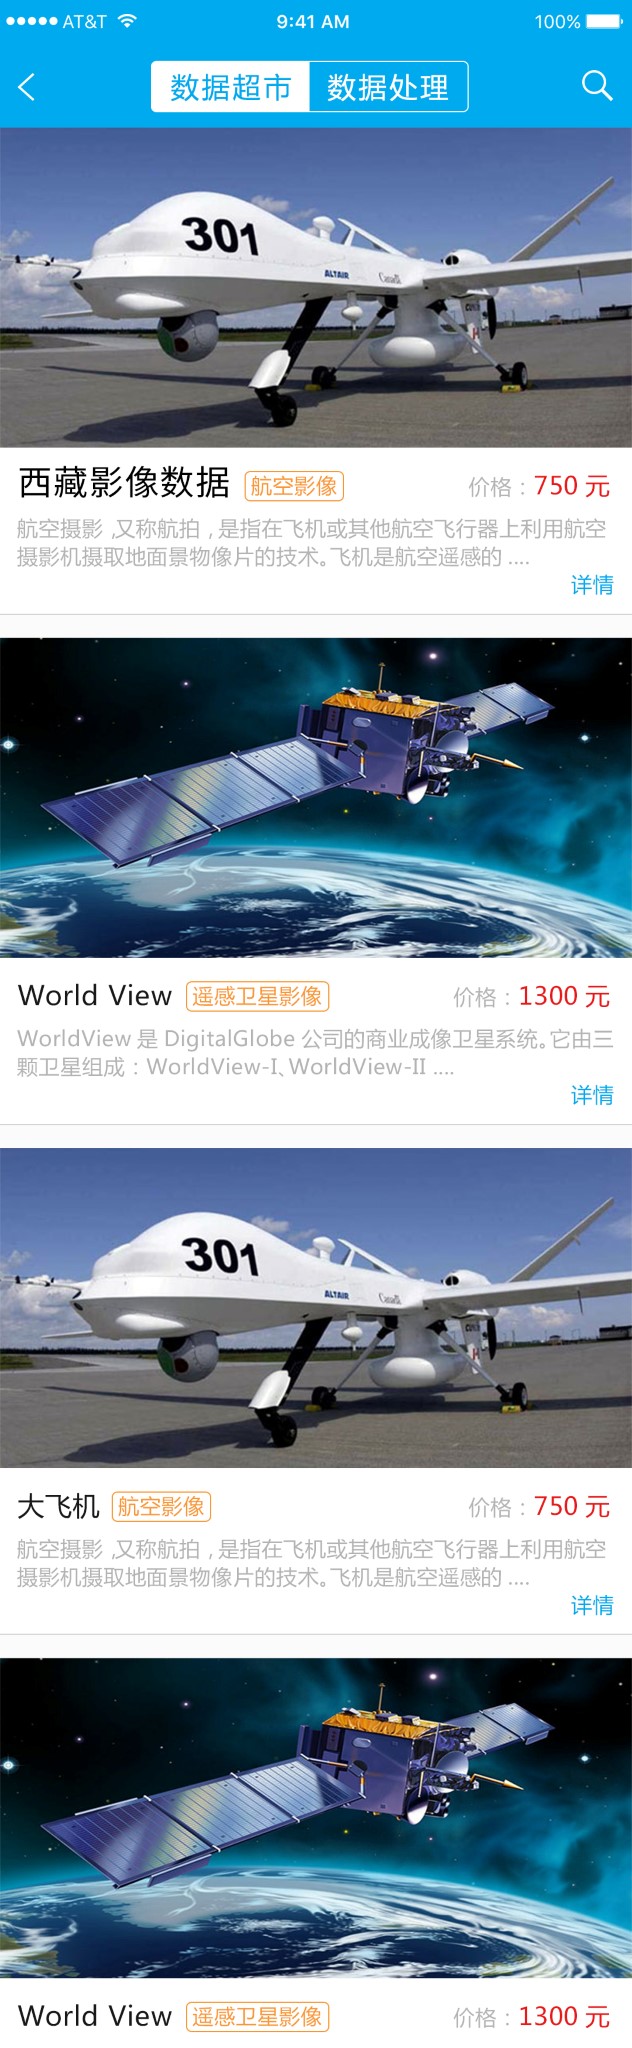 AT&T 9:41 AM 100%
数据超市 数据处理
301
ALTAIR
Canada
西藏影像数据 航空影像 价格：750 元
航空摄影 ,又称航拍，是指在飞机或其他航空飞行器上利用航空
摄影机摄取地面景物像片的技术。飞机是航空遥感的 ....
详情
World View 遥感卫星影像 价格：1300 元
WorldView 是 DigitalGlobe 公司的商业成像卫星系统。它由三
颗卫星组成：WorldView-I、WorldView-II ....
详情
301
ALTAIR
Canada
大飞机 航空影像 价格：750 元
航空摄影 ,又称航拍，是指在飞机或其他航空飞行器上利用航空
摄影机摄取地面景物像片的技术。飞机是航空遥感的 ....
详情
World View 遥感卫星影像 价格：1300 元